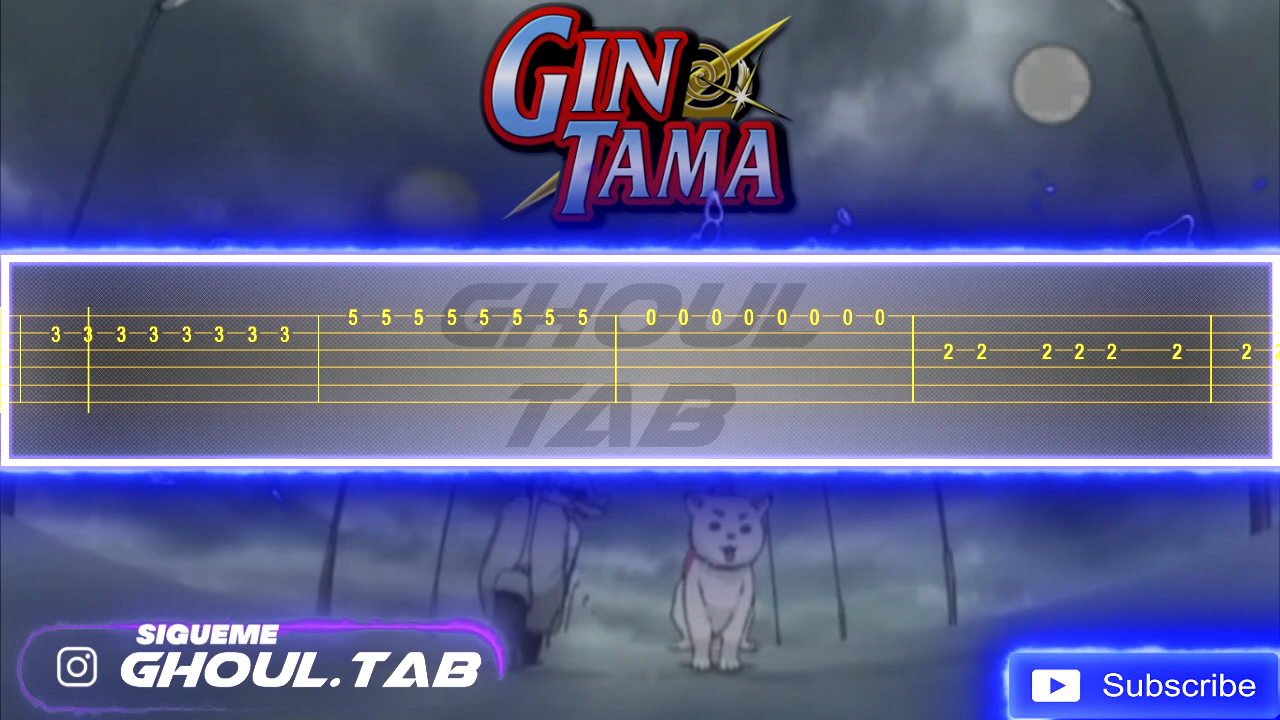 GIN
TAMA
GHOUL
TAB
5 5 5 5 5 5 5 5 0 0 0 0 0 0 0 0
3 3 3 3 3 3 3 3
2 2 2 2 2 2 2
SIGUEME
GHOUL.TAB
Subscribe